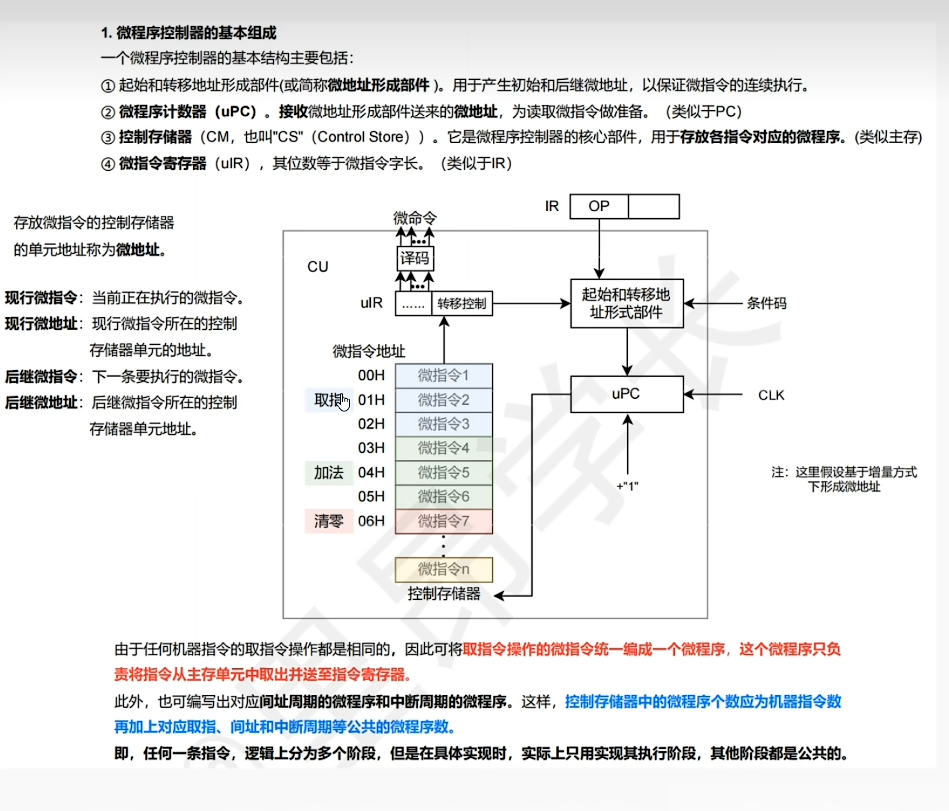 1. 微程序控制器的基本组成
一个微程序控制器的基本结构主要包括：
① 起始和转移地址形成部件(或简称微地址形成部件 )。用于产生初始和后继微地址，以保证微指令的连续执行。
② 微程序计数器（uPC）。接收微地址形成部件送来的微地址，为读取微指令做准备。（类似于PC）
③ 控制存储器（CM，也叫"CS"（Control Store））。它是微程序控制器的核心部件，用于存放各指令对应的微程序。(类似主存)
④ 微指令寄存器（uIR），其位数等于微指令字长。（类似于IR）
存放微指令的控制存储器
的单元地址称为微地址。
现行微指令：当前正在执行的微指令。
现行微地址：现行微指令所在的控制
存储器单元的地址。
后继微指令：下一条要执行的微指令。
后继微地址：后继微指令所在的控制
存储器单元地址。
IR OP
微命令
CU
译码
uIR …… 转移控制
起始和转移地
址形式部件
条件码
微指令地址
00H 微指令1
取指 01H 微指令2
02H 微指令3
03H 微指令4
加法 04H 微指令5
05H 微指令6
清零 06H 微指令7
微指令n
控制存储器
uPC
CLK
+"1"
注：这里假设基于增量方式
下形成微地址
由于任何机器指令的取指令操作都是相同的，因此可将取指令操作的微指令统一编成一个微程序，这个微程序只负
责将指令从主存单元中取出并送至指令寄存器。
此外，也可编写出对应间址周期的微程序和中断周期的微程序。这样，控制存储器中的微程序个数应为机器指令数
再加上对应取指、间址和中断周期等公共的微程序数。
即，任何一条指令，逻辑上分为多个阶段，但是在具体实现时，实际上只用实现其执行阶段，其他阶段都是公共的。